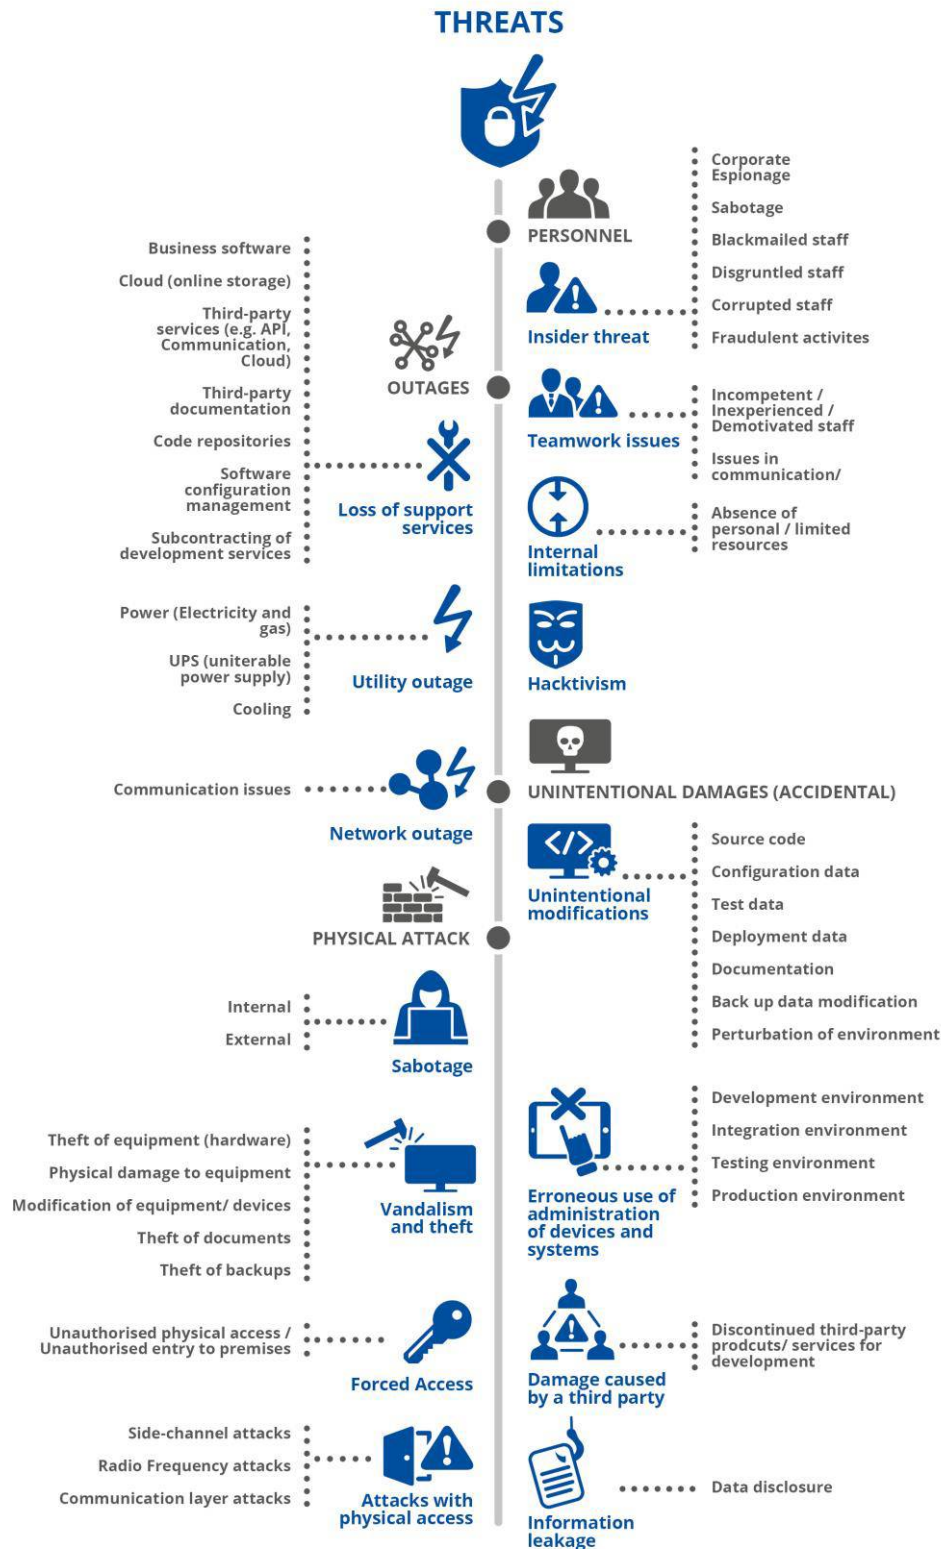 THREATS
PERSONNEL
Insider threat
Corporate
Espionage
Sabotage
Blackmailed staff
Disgruntled staff
Corrupted staff
Fraudulent activites
Teamwork issues
Incompetent /
Inexperienced /
Demotivated staff
Issues in
communication/
Internal
limitations
Absence of
personal / limited
resources
Hacktivism
OUTAGES
Loss of support
services
Business software
Cloud (online storage)
Third-party
services (e.g. API,
Communication,
Cloud)
Third-party
documentation
Code repositories
Software
configuration
management
Subcontracting of
development services
Utility outage
Power (Electricity and
gas)
UPS (uniterable
power supply)
Cooling
Network outage
Communication issues
UNINTENTIONAL DAMAGES (ACCIDENTAL)
Unintentional
modifications
Source code
Configuration data
Test data
Deployment data
Documentation
Back up data modification
Perturbation of environment
Erroneous use of
administration
of devices and
systems
Development environment
Integration environment
Testing environment
Production environment
Damage caused
by a third party
Discontinued third-party
prodcuts/ services for
development
Information
leakage
Data disclosure
PHYSICAL ATTACK
Sabotage
Internal
External
Vandalism
and theft
Theft of equipment (hardware)
Physical damage to equipment
Modification of equipment/ devices
Theft of documents
Theft of backups
Forced Access
Unauthorised physical access /
Unauthorised entry to premises
Attacks with
physical access
Side-channel attacks
Radio Frequency attacks
Communication layer attacks